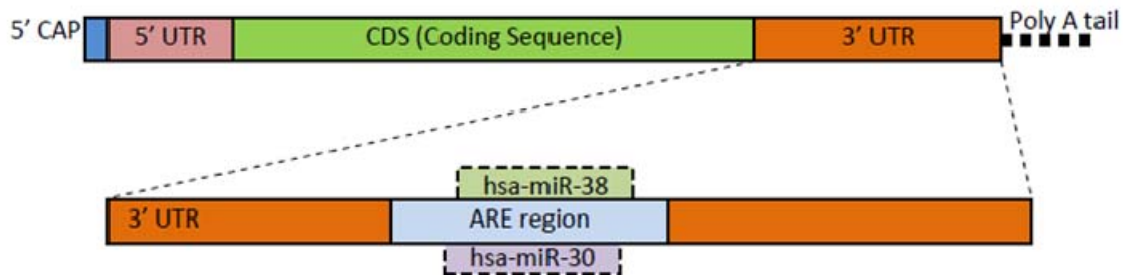 5' CAP
5' UTR
CDS (Coding Sequence)
3' UTR
Poly A tail
hsa-miR-38
3' UTR
ARE region
hsa-miR-30